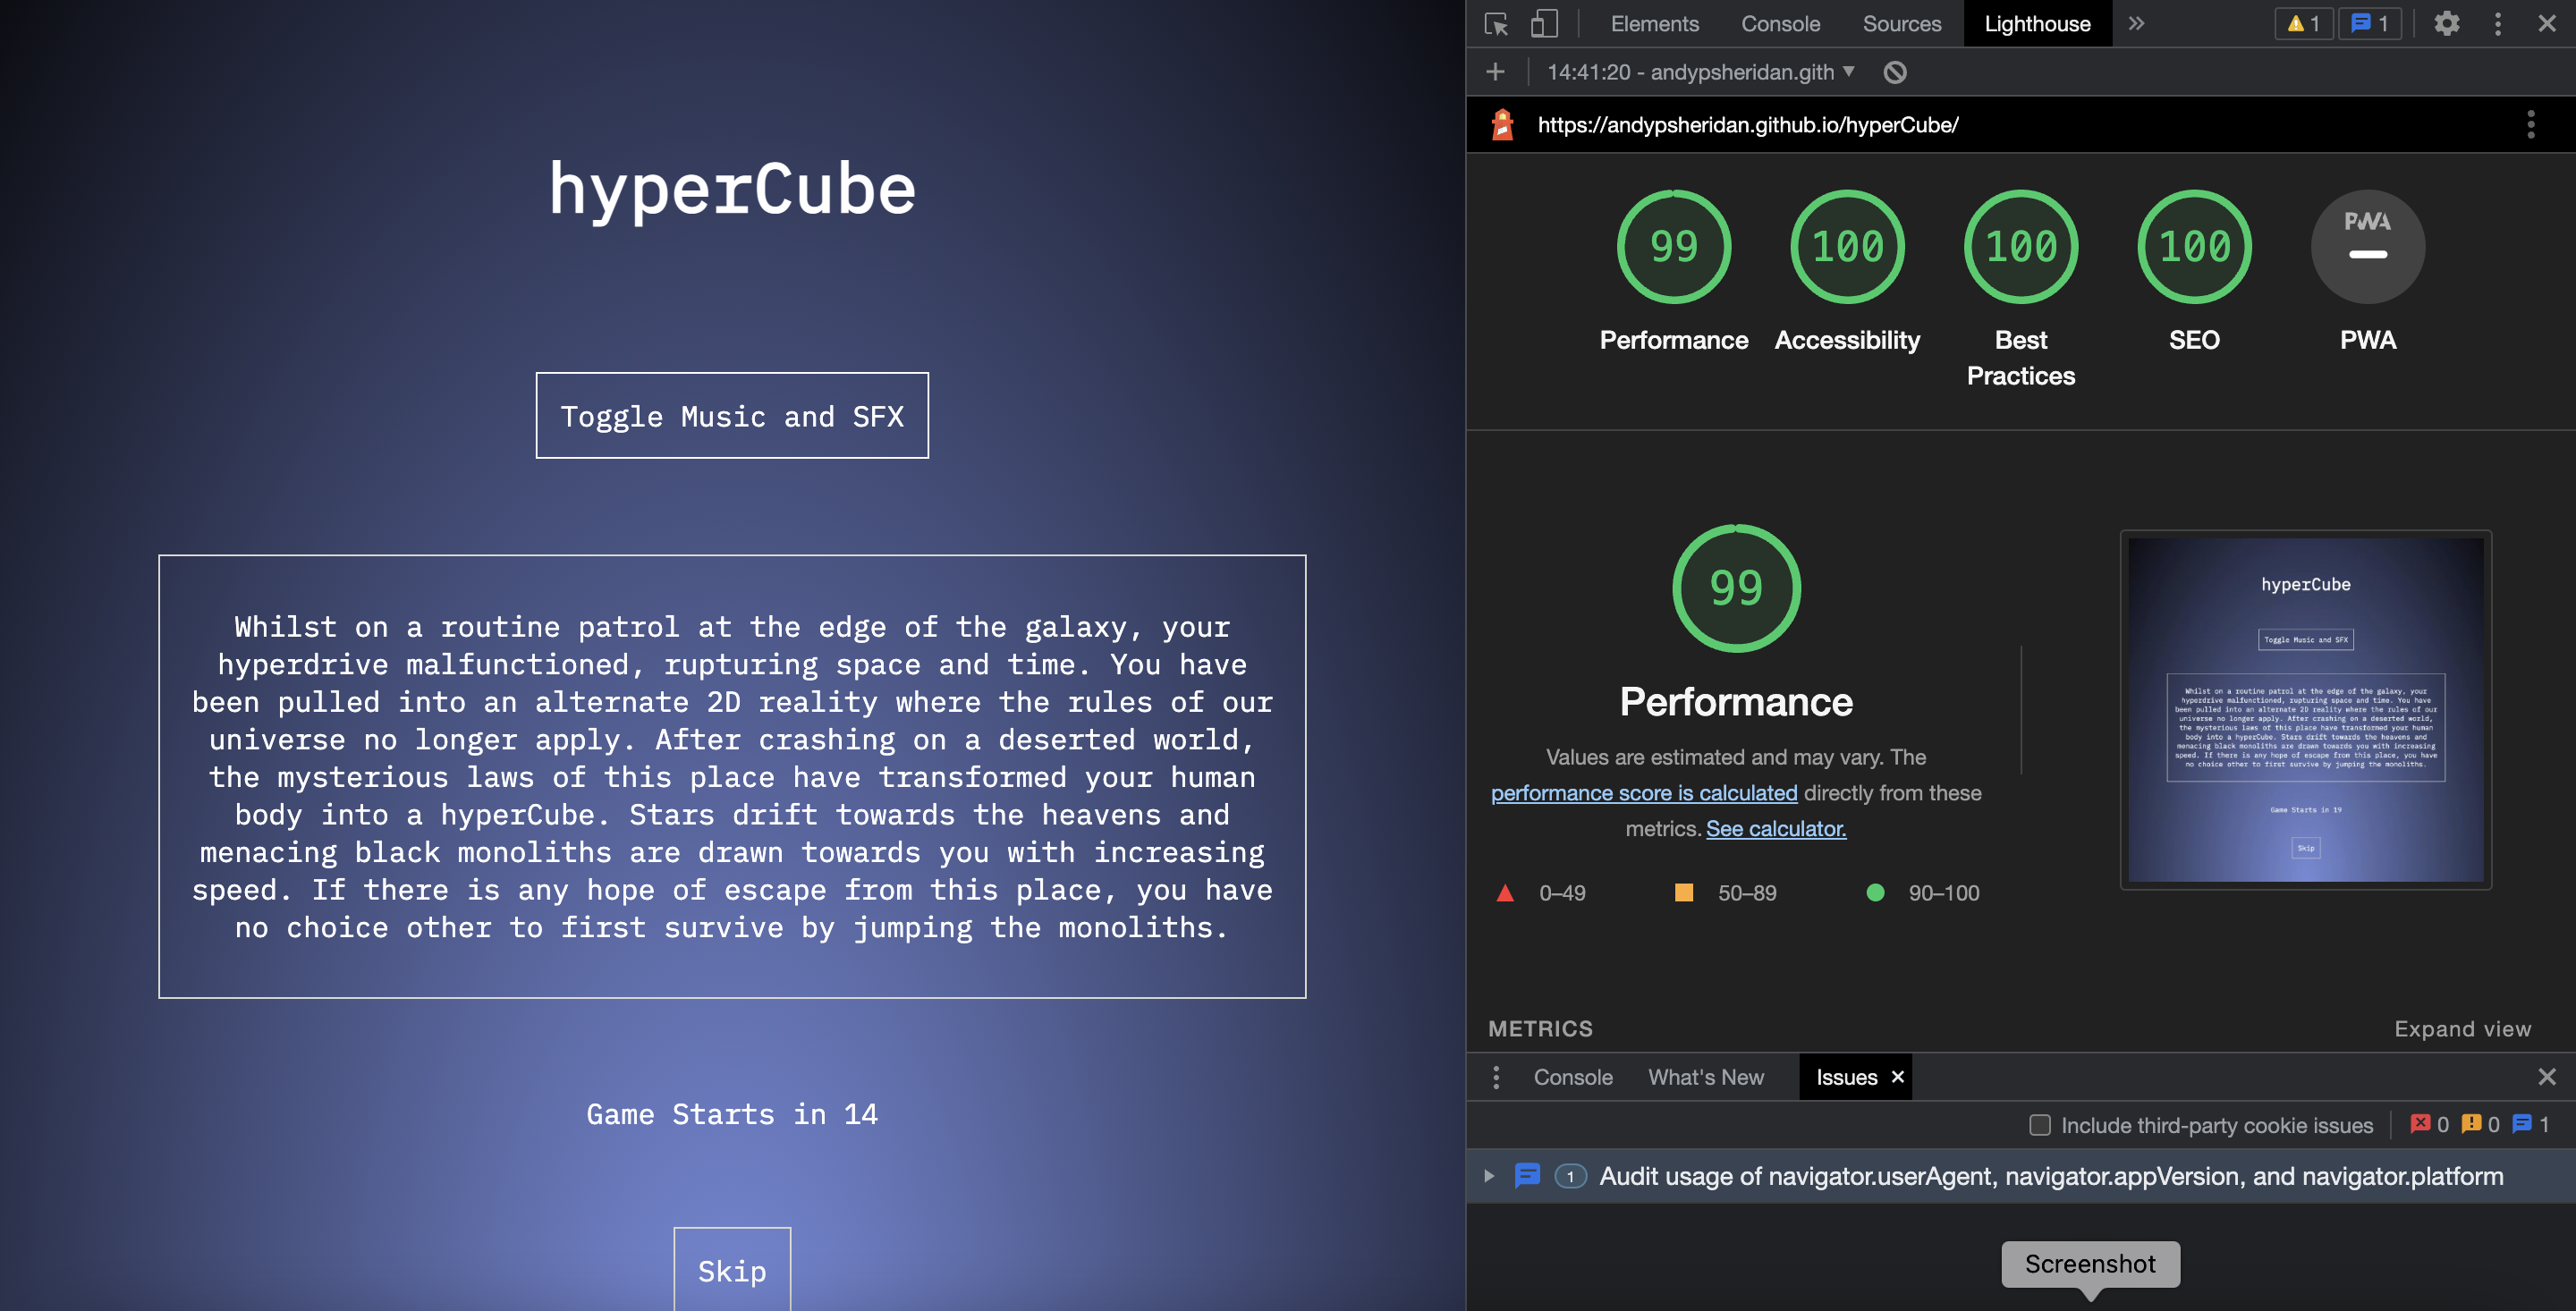 hyperCube
Toggle Music and SFX
Whilst on a routine patrol at the edge of the galaxy, your
hyperdrive malfunctioned, rupturing space and time. You have
been pulled into an alternate 2D reality where the rules of our
universe no longer apply. After crashing on a deserted world,
the mysterious laws of this place have transformed your human
body into a hyperCube. Stars drift towards the heavens and
menacing black monoliths are drawn towards you with increasing
speed. If there is any hope of escape from this place, you have
no choice other to first survive by jumping the monoliths.
Game Starts in 14
Skip
Elements Console Sources Lighthouse 1 1
14:41:20 - andypsheridan.gith
https://andypsheridan.github.io/hyperCube/
99 100 100 100 PWA
Performance Accessibility Best Practices SEO PWA
99
Performance
Values are estimated and may vary. The
performance score is calculated directly from these
metrics. See calculator.
0–49 50–89 90–100
hyperCube
Toggle Music and SFX
Whilst on a routine patrol at the edge of the galaxy, your
hyperdrive malfunctioned, rupturing space and time. You have
been pulled into an alternate 2D reality where the rules of our
universe no longer apply. After crashing on a deserted world,
the mysterious laws of this place have transformed your human
body into a hyperCube. Stars drift towards the heavens and
menacing black monoliths are drawn towards you with increasing
speed. If there is any hope of escape from this place, you have
no choice other to first survive by jumping the monoliths.
Game Starts in 19
Skip
METRICS Expand view
Console What's New Issues
Include third-party cookie issues 0 0 1
1 Audit usage of navigator.userAgent, navigator.appVersion, and navigator.platform
Screenshot